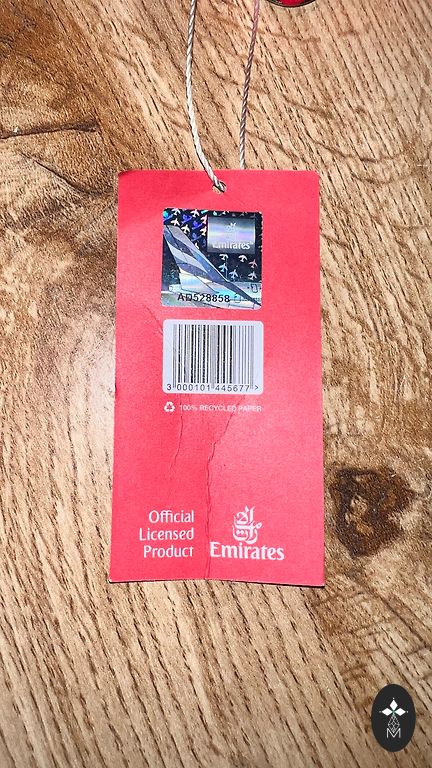 Emirates
AD528858
3 000101 445677 >
100% RECYCLED PAPER
Official
Licensed
Product
Emirates
M